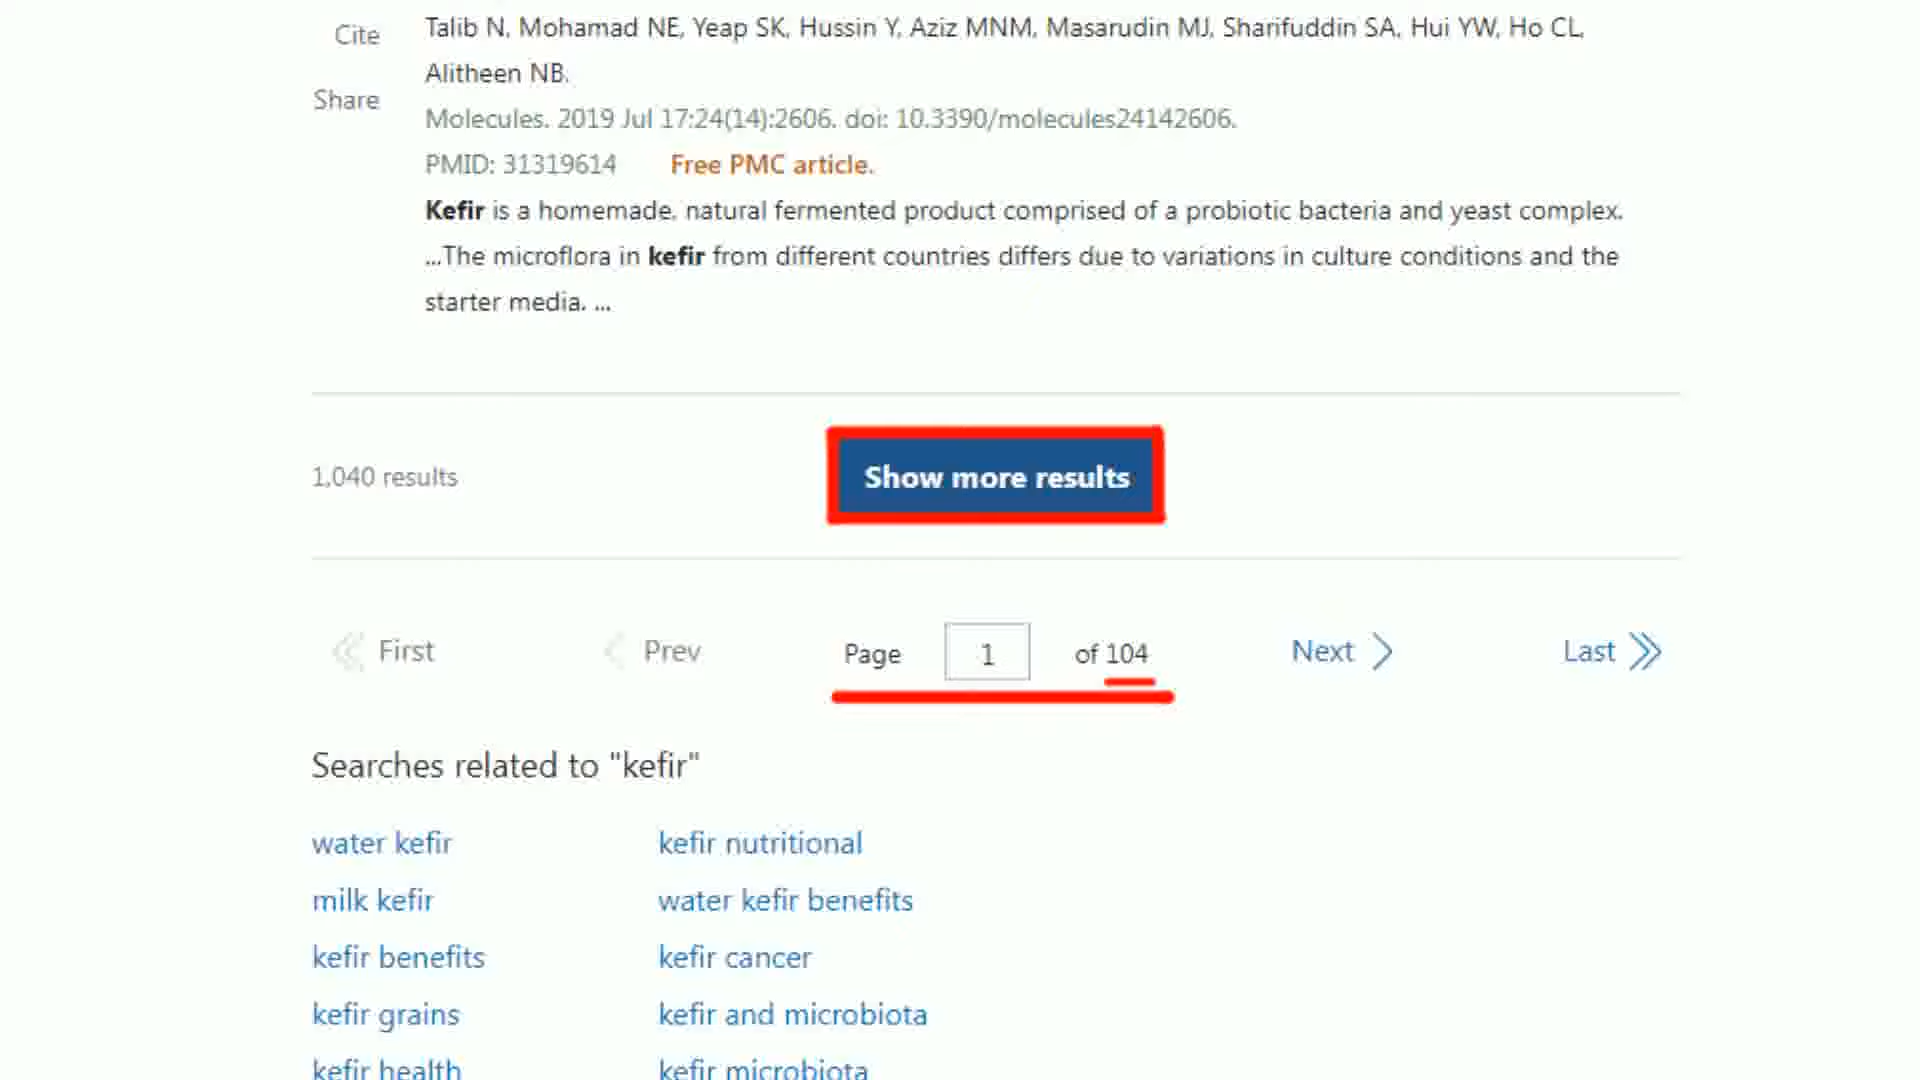 Cite
Share
Talib N, Mohamad NE, Yeap SK, Hussin Y, Aziz MNM, Masarudin MJ, Sharifuddin SA, Hui YW, Ho CL,
Alitheen NB.
Molecules. 2019 Jul 17;24(14):2606. doi: 10.3390/molecules24142606.
PMID: 31319614 Free PMC article.
Kefir is a homemade, natural fermented product comprised of a probiotic bacteria and yeast complex.
...The microflora in kefir from different countries differs due to variations in culture conditions and the
starter media. ...
1,040 results
Show more results
First Prev Page 1 of 104 Next Last
Searches related to "kefir"
water kefir
milk kefir
kefir benefits
kefir grains
kefir health
kefir nutritional
water kefir benefits
kefir cancer
kefir and microbiota
kefir microbiota